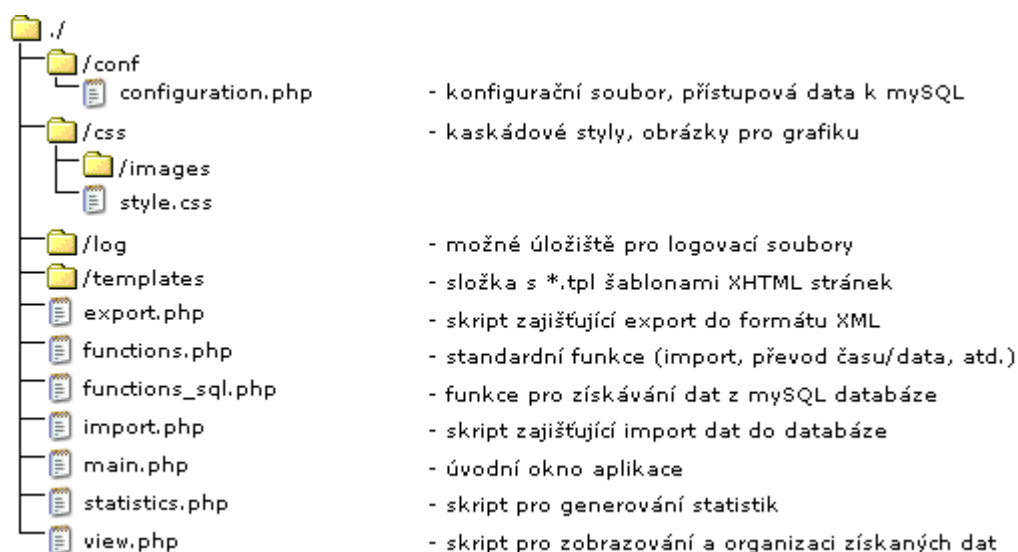 ./
/conf
configuration.php - konfigurační soubor, přístupová data k mySQL
/css - kaskádové styly, obrázky pro grafiku
/images
style.css
/log - možné úložiště pro logovací soubory
/templates - složka s *.tpl šablonami XHTML stránek
export.php - skript zajišťující export do formátu XML
functions.php - standardní funkce (import, převod času/data, atd.)
functions_sql.php - funkce pro získávání dat z mySQL databáze
import.php - skript zajišťující import dat do databáze
main.php - úvodní okno aplikace
statistics.php - skript pro generování statistik
view.php - skript pro zobrazování a organizaci získaných dat